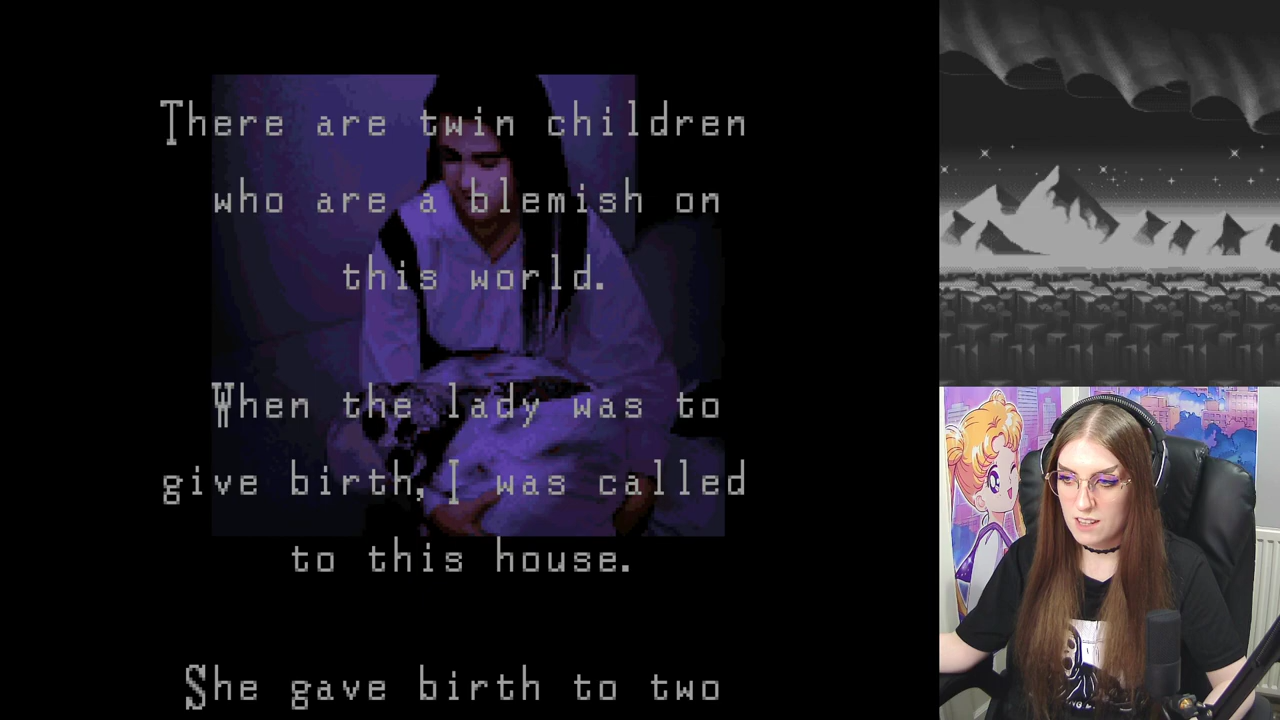 There are twin children
who are a blemish on
this world.
When the lady was to
give birth, I was called
to this house.
She gave birth to two